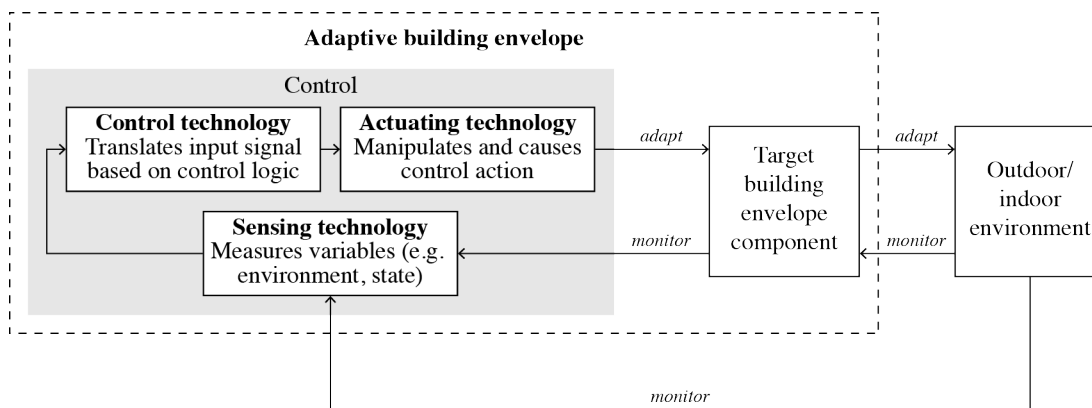 Adaptive building envelope
Control
Control technology
Translates input signal
based on control logic
Actuating technology
Manipulates and causes
control action
Sensing technology
Measures variables (e.g.
environment, state)
adapt
monitor
Target
building
envelope
component
adapt
monitor
Outdoor/
indoor
environment
monitor